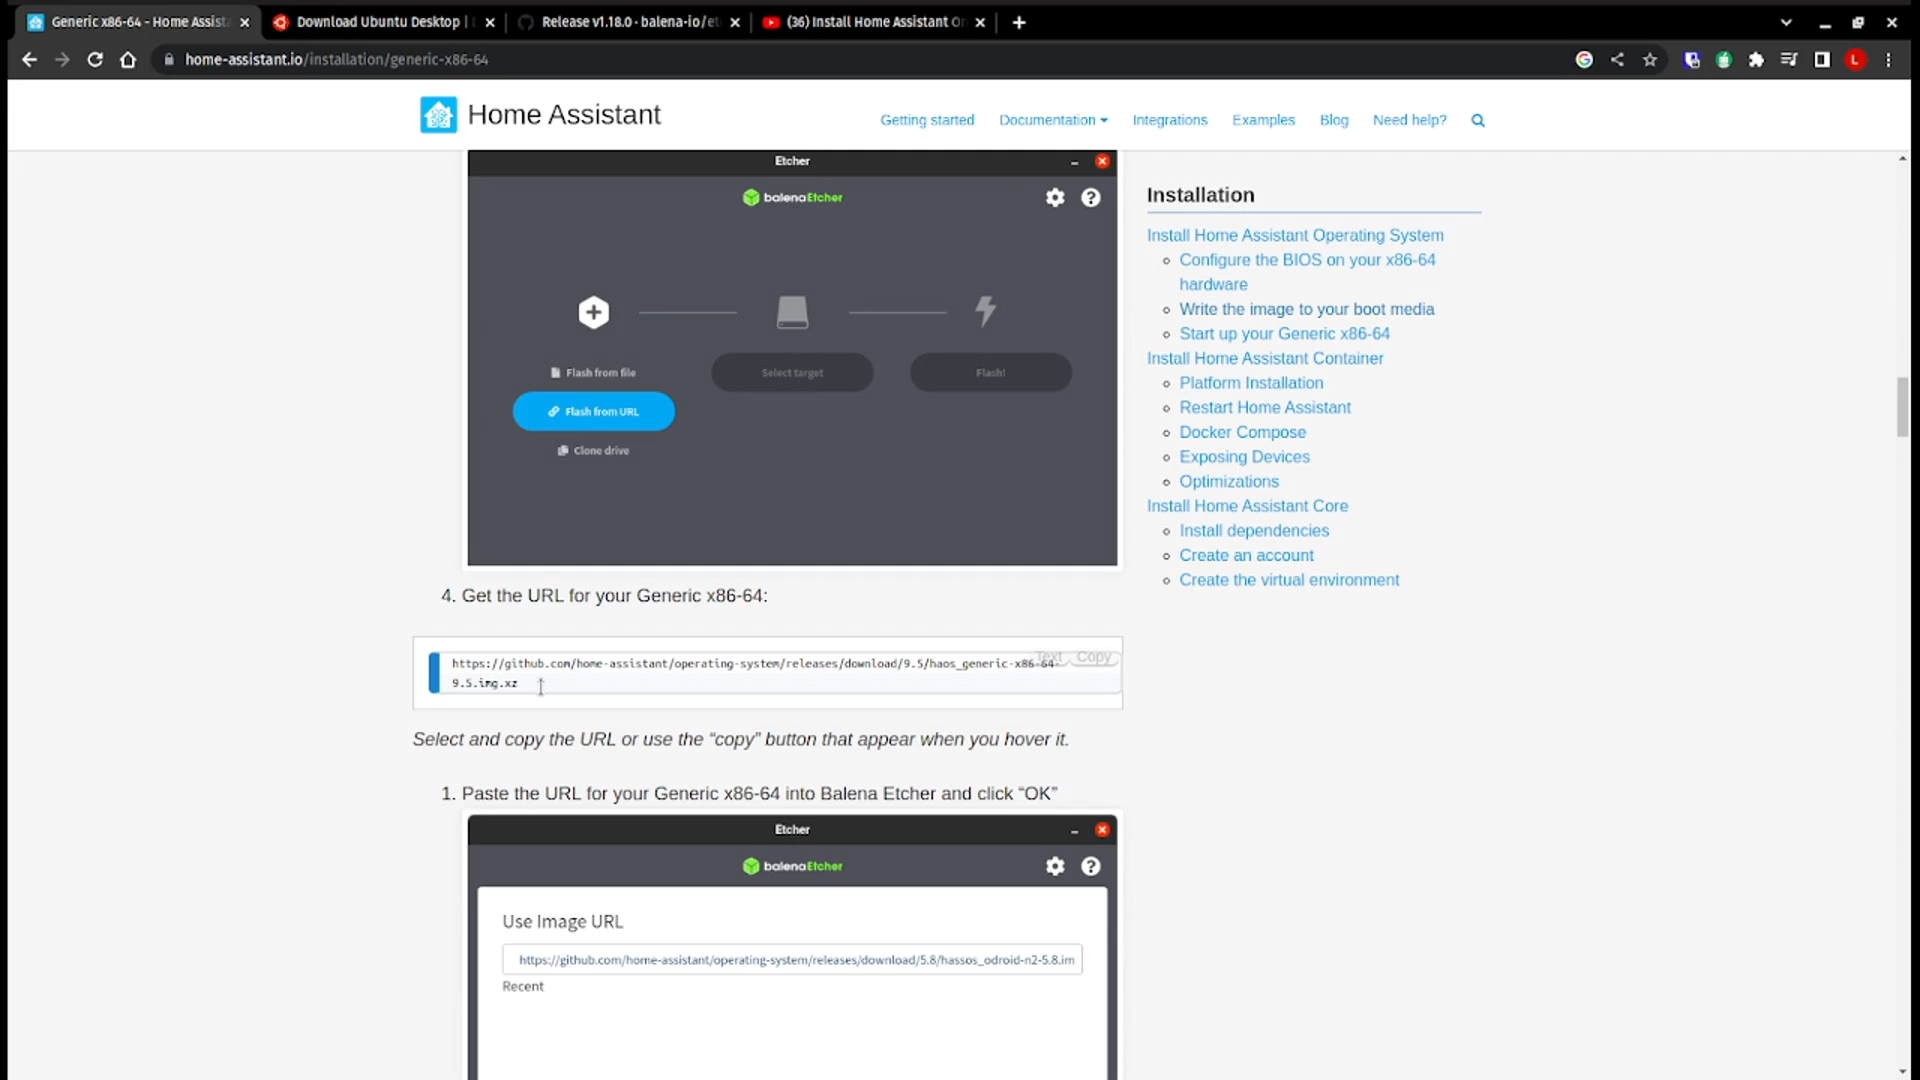 Generic x86-64 - Home Assista
Download Ubuntu Desktop |
Release v1.18.0 · balena-io/et
(36) Install Home Assistant O
home-assistant.io/installation/generic-x86-64
L
Home Assistant
Getting started
Documentation
Integrations
Examples
Blog
Need help?
Etcher
balenaEtcher
Flash from file
Select target
Flash!
Flash from URL
Clone drive
4. Get the URL for your Generic x86-64:
Text
Copy
https://github.com/home-assistant/operating-system/releases/download/9.5/haos_generic-x86-64-
9.5.img.xz
Select and copy the URL or use the “copy” button that appear when you hover it.
1. Paste the URL for your Generic x86-64 into Balena Etcher and click “OK”
Etcher
balenaEtcher
Use Image URL
https://github.com/home-assistant/operating-system/releases/download/5.8/hassos_odroid-n2-5.8.im
Recent
Installation
Install Home Assistant Operating System
Configure the BIOS on your x86-64
hardware
Write the image to your boot media
Start up your Generic x86-64
Install Home Assistant Container
Platform Installation
Restart Home Assistant
Docker Compose
Exposing Devices
Optimizations
Install Home Assistant Core
Install dependencies
Create an account
Create the virtual environment